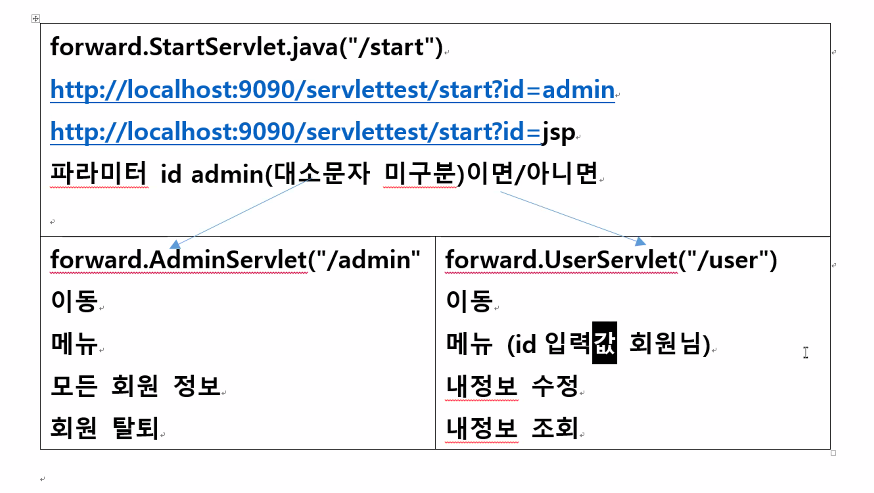 forward.StartServlet.java("/start")
http://localhost:9090/servlettest/start?id=admin
http://localhost:9090/servlettest/start?id=jsp
파라미터 id admin(대소문자 미구분)이면/아니면
forward.AdminServlet("/admin"
이동
메뉴
모든 회원 정보
회원 탈퇴
forward.UserServlet("/user")
이동
메뉴 (id 입력값 회원님)
내정보 수정
내정보 조회